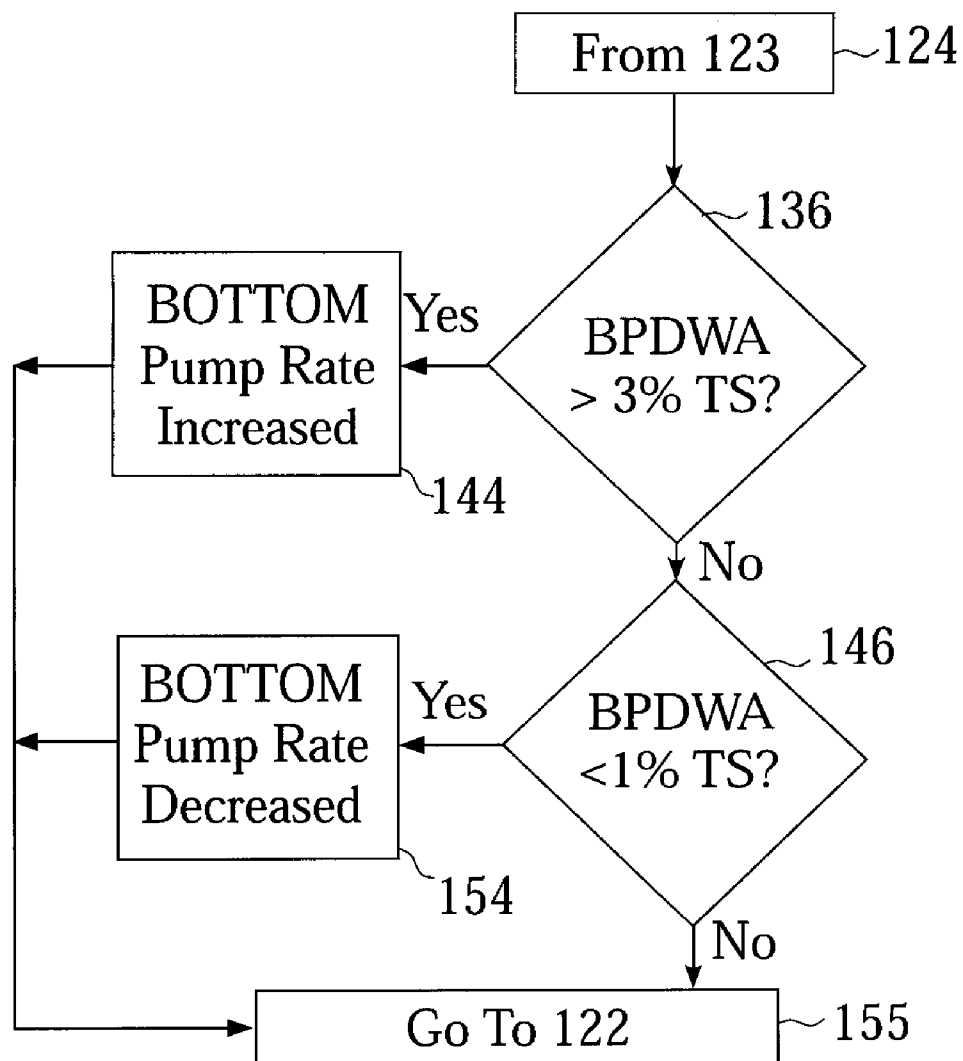 From 123
124
136
BPDWA
> 3% TS?
Yes
BOTTOM
Pump Rate
Increased
144
No
146
BPDWA
<1% TS?
Yes
BOTTOM
Pump Rate
Decreased
154
No
Go To 122
155